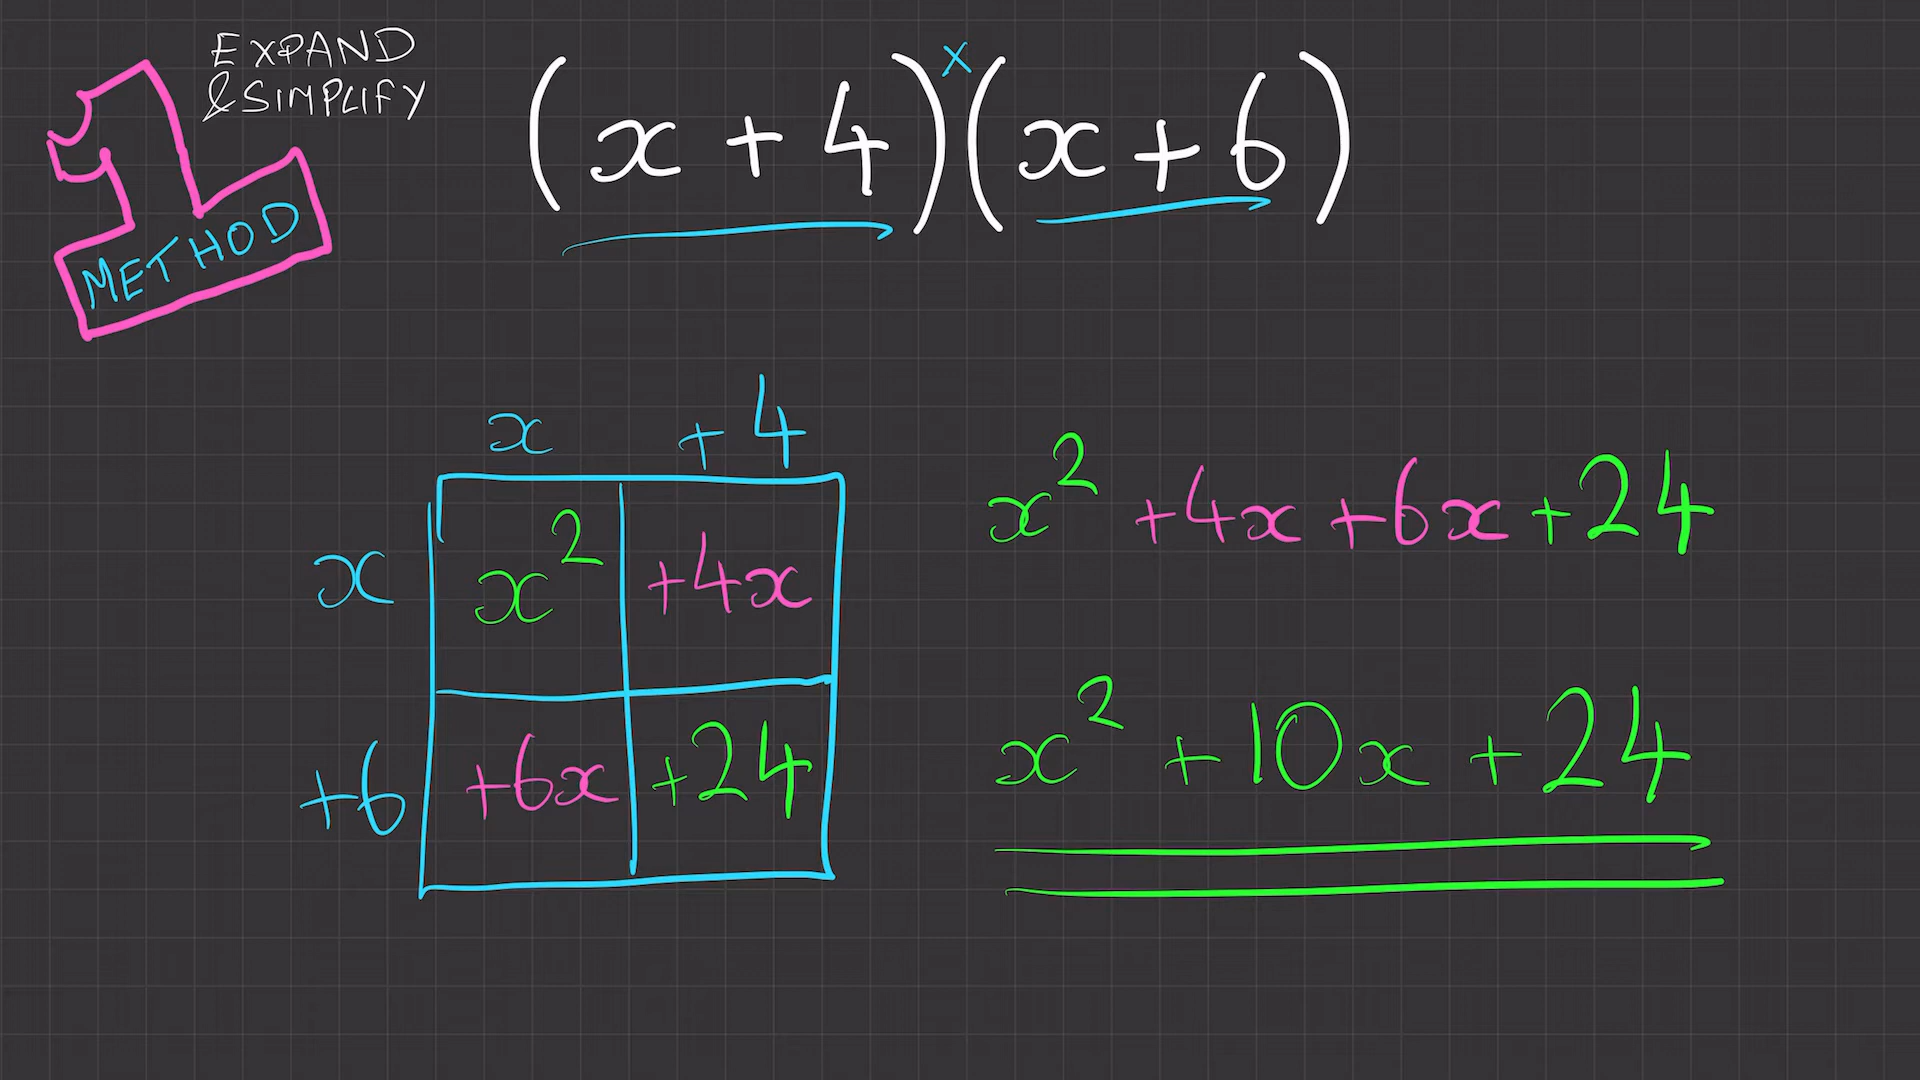 EXPAND
& SIMPLIFY
1
METHOD
(x + 4)×(x + 6)
x + 4
x x² +4x
+6 +6x +24
x² +4x +6x +24
x² +10x +24